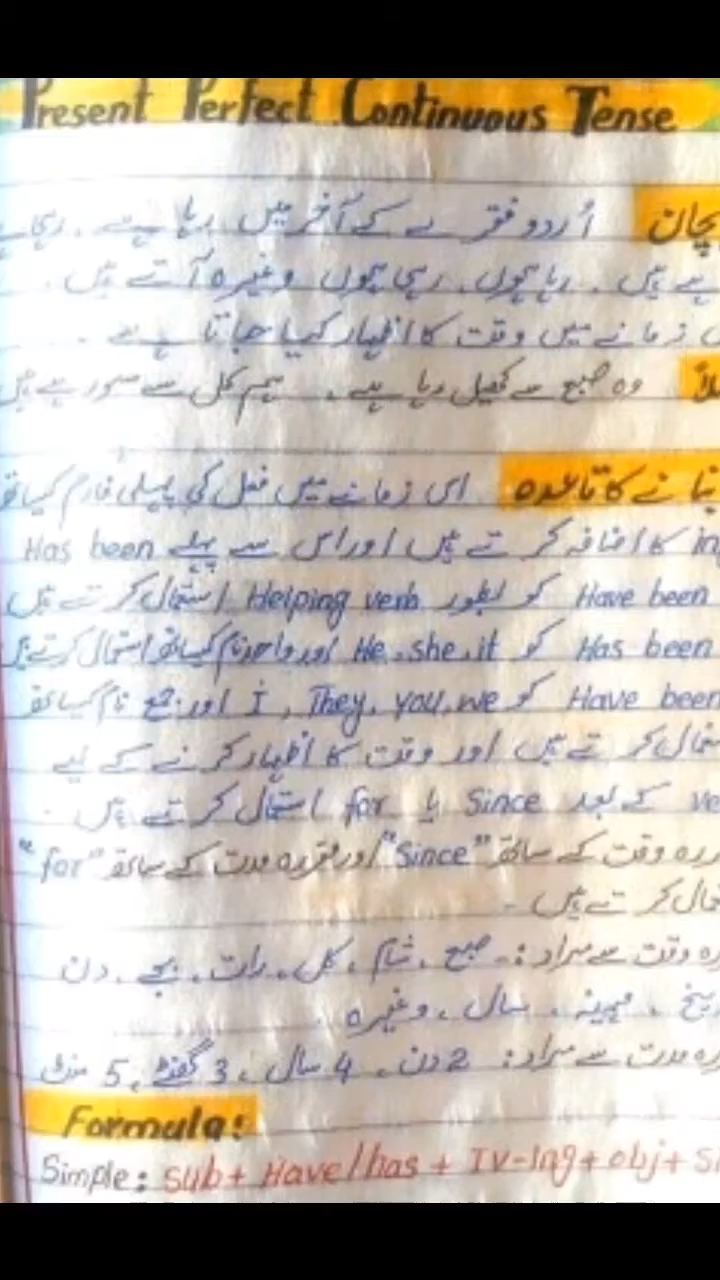 Present Perfect Continuous Tense
اُردو فقرے کے آخر میں رہا ہے۔ رہی
ہیں۔ رہا ہوں۔ رہی ہوں وغیرہ آتے ہیں۔
زمانے میں وقت کا اظہار کیا جاتا ہے۔
وہ صبح سے کھیل رہا ہے۔ ہم کل سے سو رہے ہیں
بنانے کا قاعدہ اس زمانے میں فعل کی پہلی فارم کیساتھ
ing کا اضافہ کرتے ہیں اور اس سے پہلے Has been
Have been کو بطور Helping verb استعمال کرتے ہیں
Has been کو He, she, it اور واحد نام کیساتھ استعمال کرتے ہیں
Have been کو I, They, you, we اور جمع نام کیساتھ
کرتے ہیں اور وقت کا اظہار کرنے کے لیے
کے بعد Since یا for استعمال کرتے ہیں۔
وقت کے ساتھ "Since" اور مقررہ مدت کے ساتھ "for"
کرتے ہیں۔
وقت سے مراد:۔ صبح، شام، کل، رات، بجے، دن
، مہینہ، سال، وغیرہ
مدت سے مراد: 2 دن، 4 سال، 3 گھنٹے، 5 منٹ
Formula:
Simple: Sub + Have/has + IV-ing + obj +